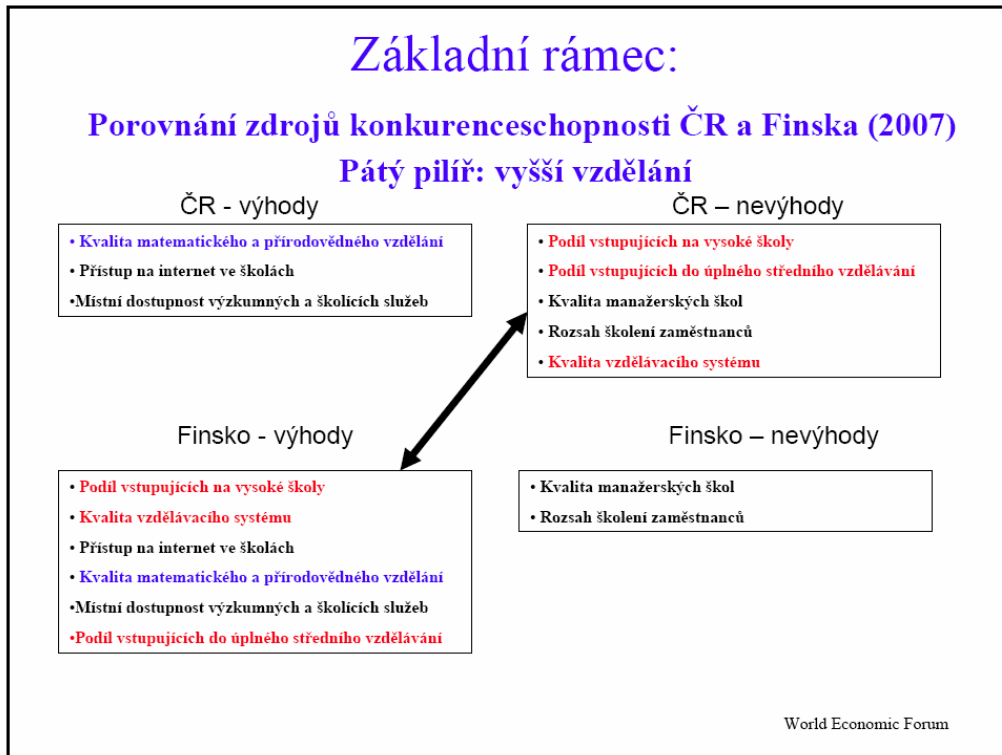 Základní rámec:
Porovnání zdrojů konkurenceschopnosti ČR a Finska (2007)
Pátý pilíř: vyšší vzdělání
ČR - výhody
• Kvalita matematického a přírodovědného vzdělání
• Přístup na internet ve školách
•Místní dostupnost výzkumných a školících služeb
ČR – nevýhody
• Podíl vstupujících na vysoké školy
• Podíl vstupujících do úplného středního vzdělávání
• Kvalita manažerských škol
• Rozsah školení zaměstnanců
• Kvalita vzdělávacího systému
Finsko - výhody
• Podíl vstupujících na vysoké školy
• Kvalita vzdělávacího systému
• Přístup na internet ve školách
• Kvalita matematického a přírodovědného vzdělání
•Místní dostupnost výzkumných a školících služeb
•Podíl vstupujících do úplného středního vzdělávání
Finsko – nevýhody
• Kvalita manažerských škol
• Rozsah školení zaměstnanců
World Economic Forum